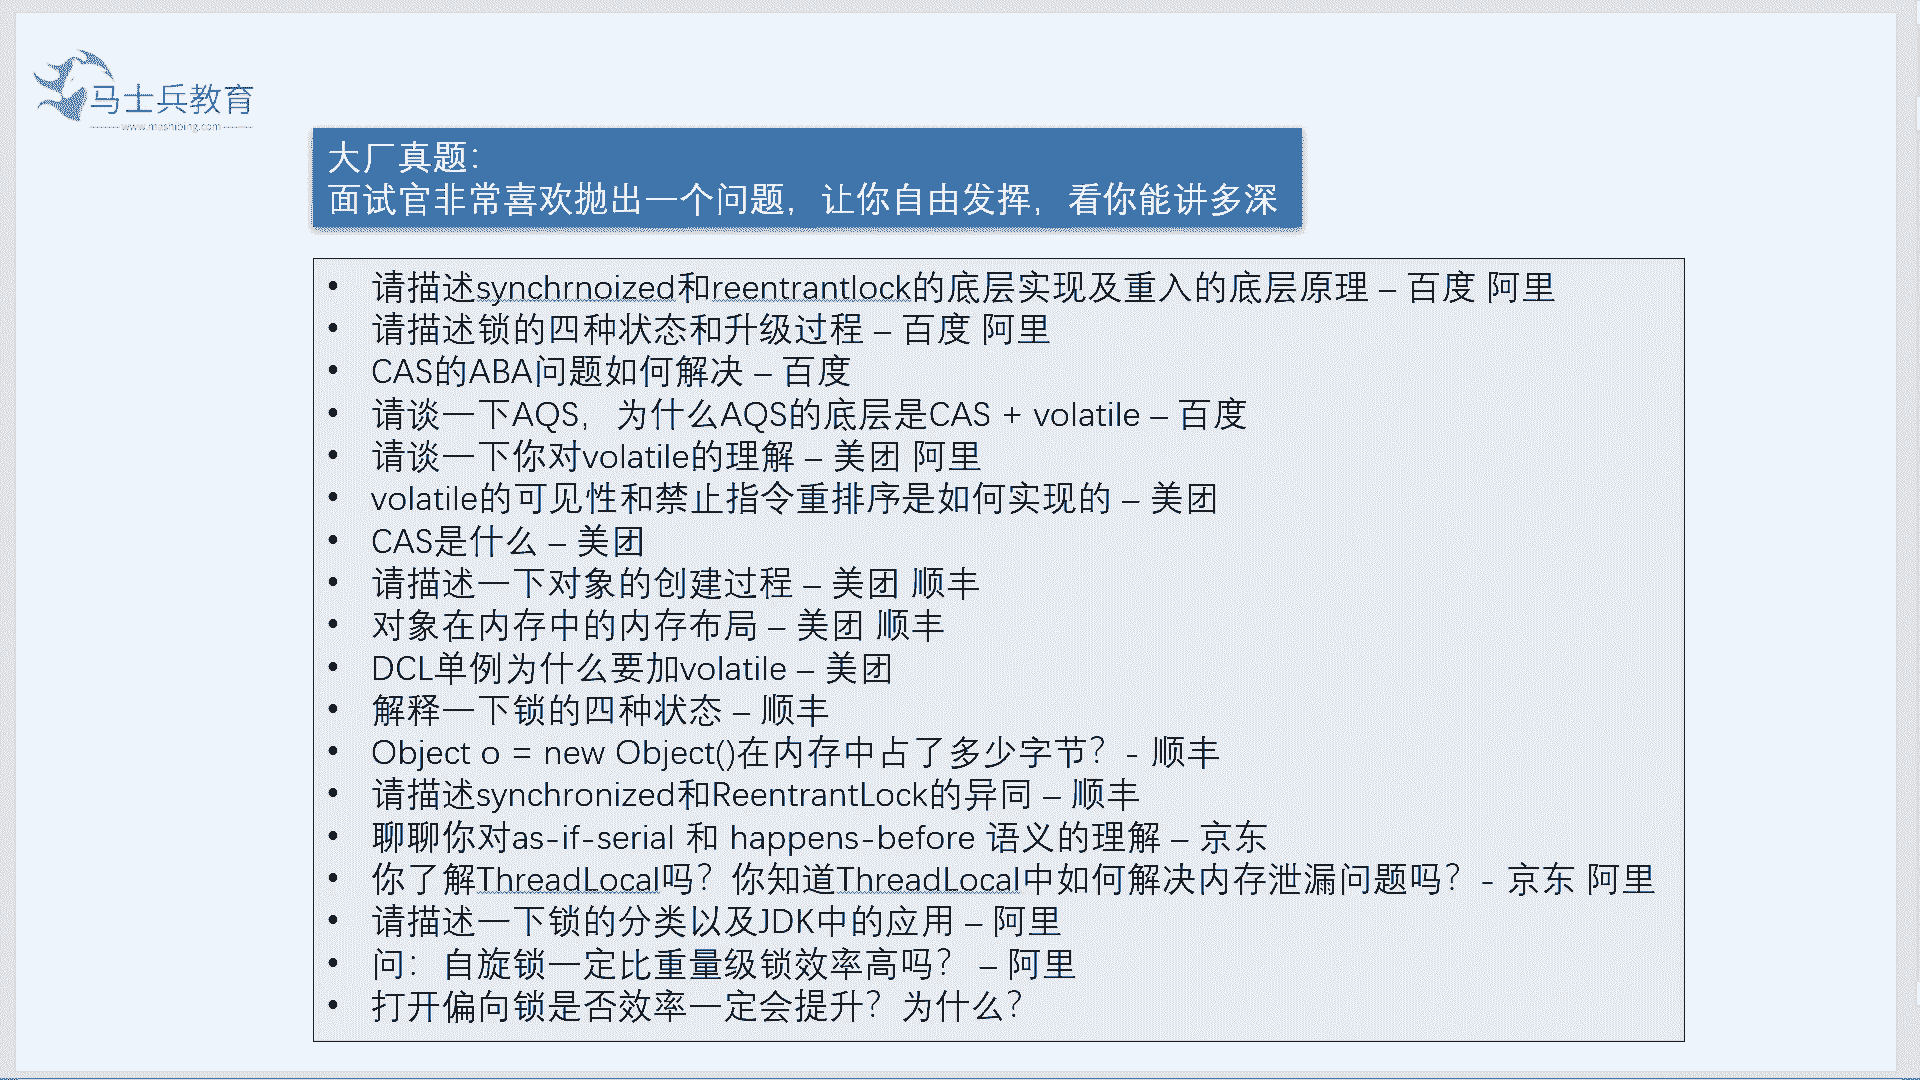 马士兵教育
www.mashibing.com
大厂真题：
面试官非常喜欢抛出一个问题，让你自由发挥，看你能讲多深
• 请描述synchrnoized和reentrantlock的底层实现及重入的底层原理 – 百度 阿里
• 请描述锁的四种状态和升级过程 – 百度 阿里
• CAS的ABA问题如何解决 – 百度
• 请谈一下AQS，为什么AQS的底层是CAS + volatile – 百度
• 请谈一下你对volatile的理解 – 美团 阿里
• volatile的可见性和禁止指令重排序是如何实现的 – 美团
• CAS是什么 – 美团
• 请描述一下对象的创建过程 – 美团 顺丰
• 对象在内存中的内存布局 – 美团 顺丰
• DCL单例为什么要加volatile – 美团
• 解释一下锁的四种状态 – 顺丰
• Object o = new Object()在内存中占了多少字节？- 顺丰
• 请描述synchronized和ReentrantLock的异同 – 顺丰
• 聊聊你对as-if-serial 和 happens-before 语义的理解 – 京东
• 你了解ThreadLocal吗？你知道ThreadLocal中如何解决内存泄漏问题吗？- 京东 阿里
• 请描述一下锁的分类以及JDK中的应用 – 阿里
• 问：自旋锁一定比重量级锁效率高吗？ – 阿里
• 打开偏向锁是否效率一定会提升？为什么？